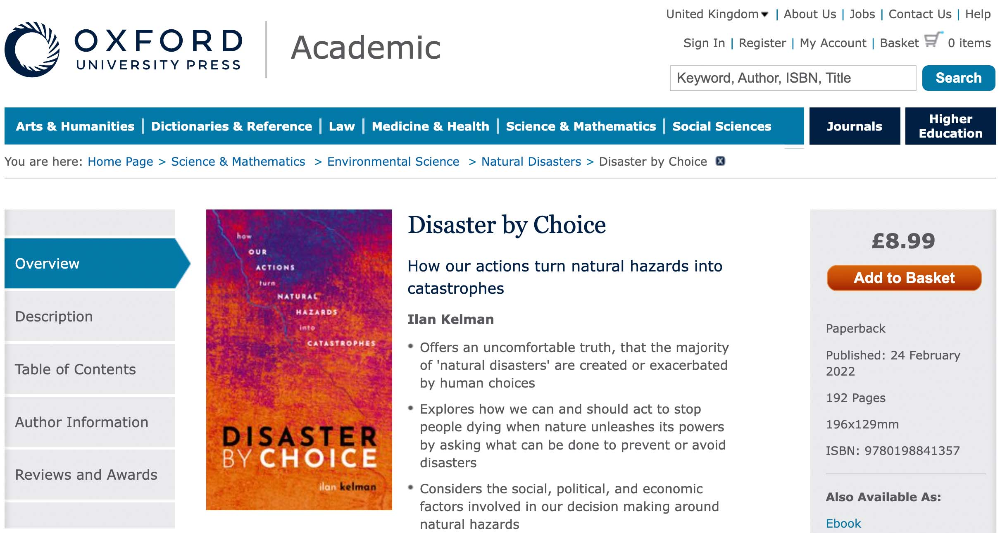 United Kingdom | About Us | Jobs | Contact Us | Help
OXFORD
UNIVERSITY PRESS
Academic
Sign In | Register | My Account | Basket 0 items
Keyword, Author, ISBN, Title
Search
Arts & Humanities | Dictionaries & Reference | Law | Medicine & Health | Science & Mathematics | Social Sciences
Journals
Higher
Education
You are here: Home Page > Science & Mathematics > Environmental Science > Natural Disasters > Disaster by Choice
Overview
Description
Table of Contents
Author Information
Reviews and Awards
how
OUR
ACTIONS
turn
NATURAL
HAZARDS
into
CATASTROPHES
DISASTER
BY CHOICE
ilan kelman
Disaster by Choice
How our actions turn natural hazards into
catastrophes
Ilan Kelman
• Offers an uncomfortable truth, that the majority
of 'natural disasters' are created or exacerbated
by human choices
• Explores how we can and should act to stop
people dying when nature unleashes its powers
by asking what can be done to prevent or avoid
disasters
• Considers the social, political, and economic
factors involved in our decision making around
natural hazards
£8.99
Add to Basket
Paperback
Published: 24 February
2022
192 Pages
196x129mm
ISBN: 9780198841357
Also Available As:
Ebook